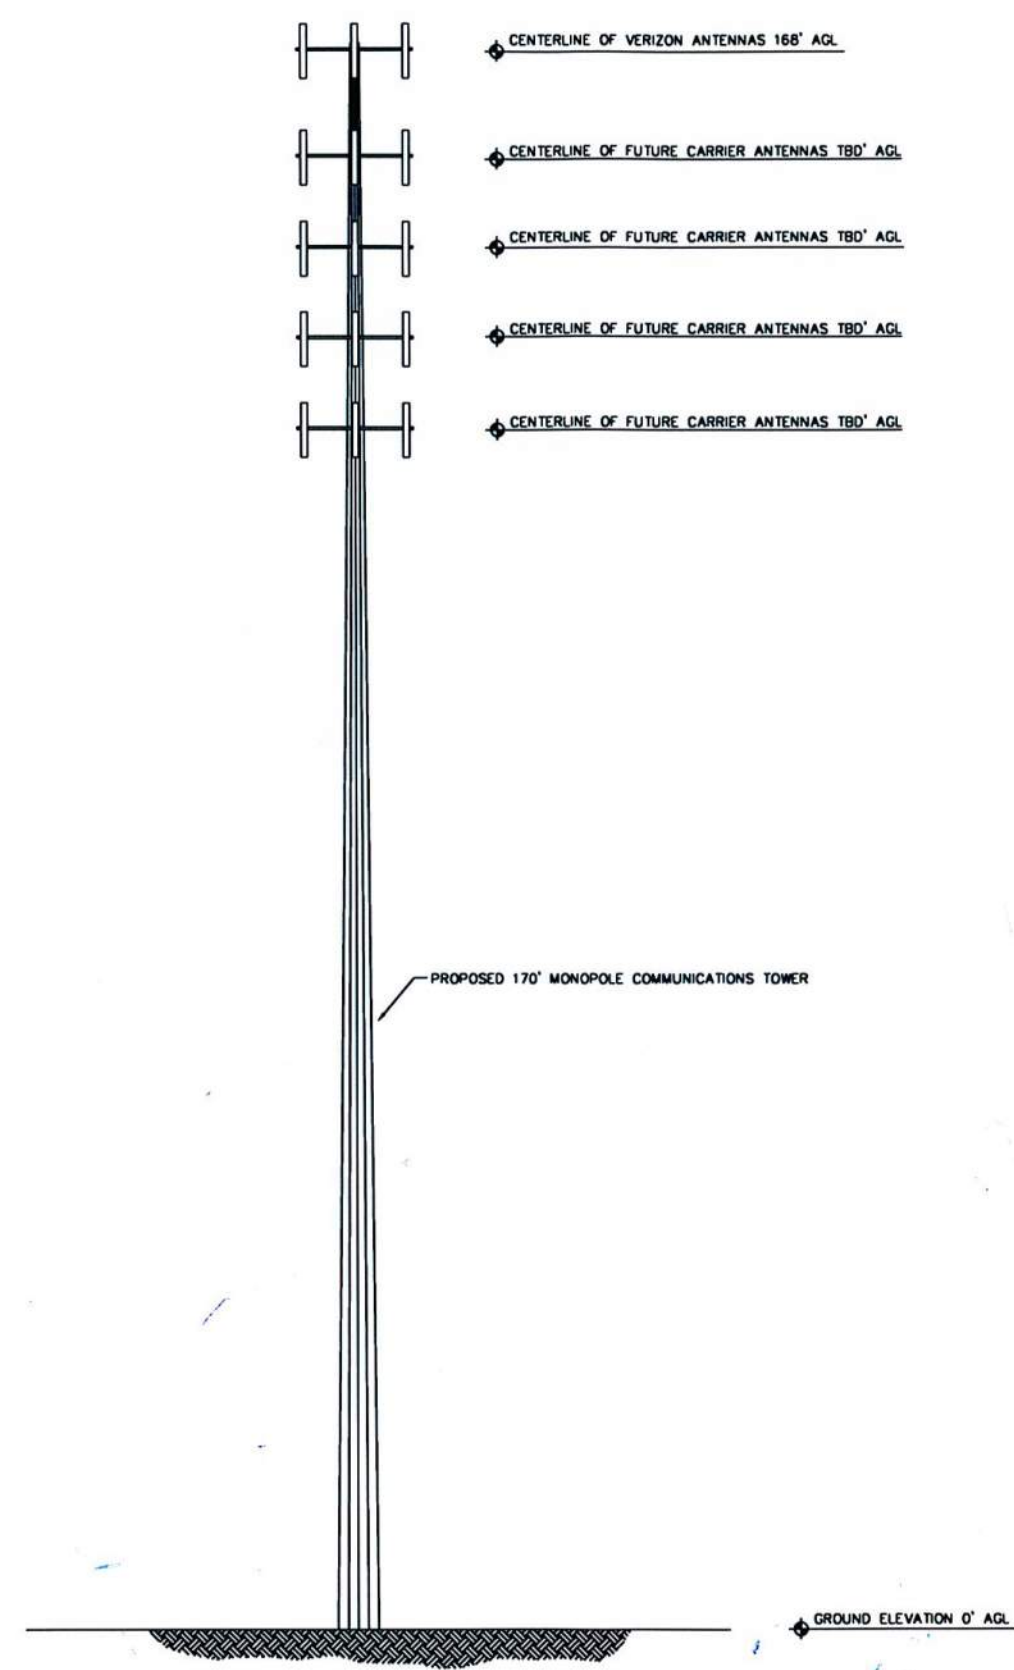 CENTERLINE OF VERIZON ANTENNAS 168' AGL
CENTERLINE OF FUTURE CARRIER ANTENNAS TBD' AGL
CENTERLINE OF FUTURE CARRIER ANTENNAS TBD' AGL
CENTERLINE OF FUTURE CARRIER ANTENNAS TBD' AGL
CENTERLINE OF FUTURE CARRIER ANTENNAS TBD' AGL
PROPOSED 170' MONOPOLE COMMUNICATIONS TOWER
GROUND ELEVATION 0' AGL